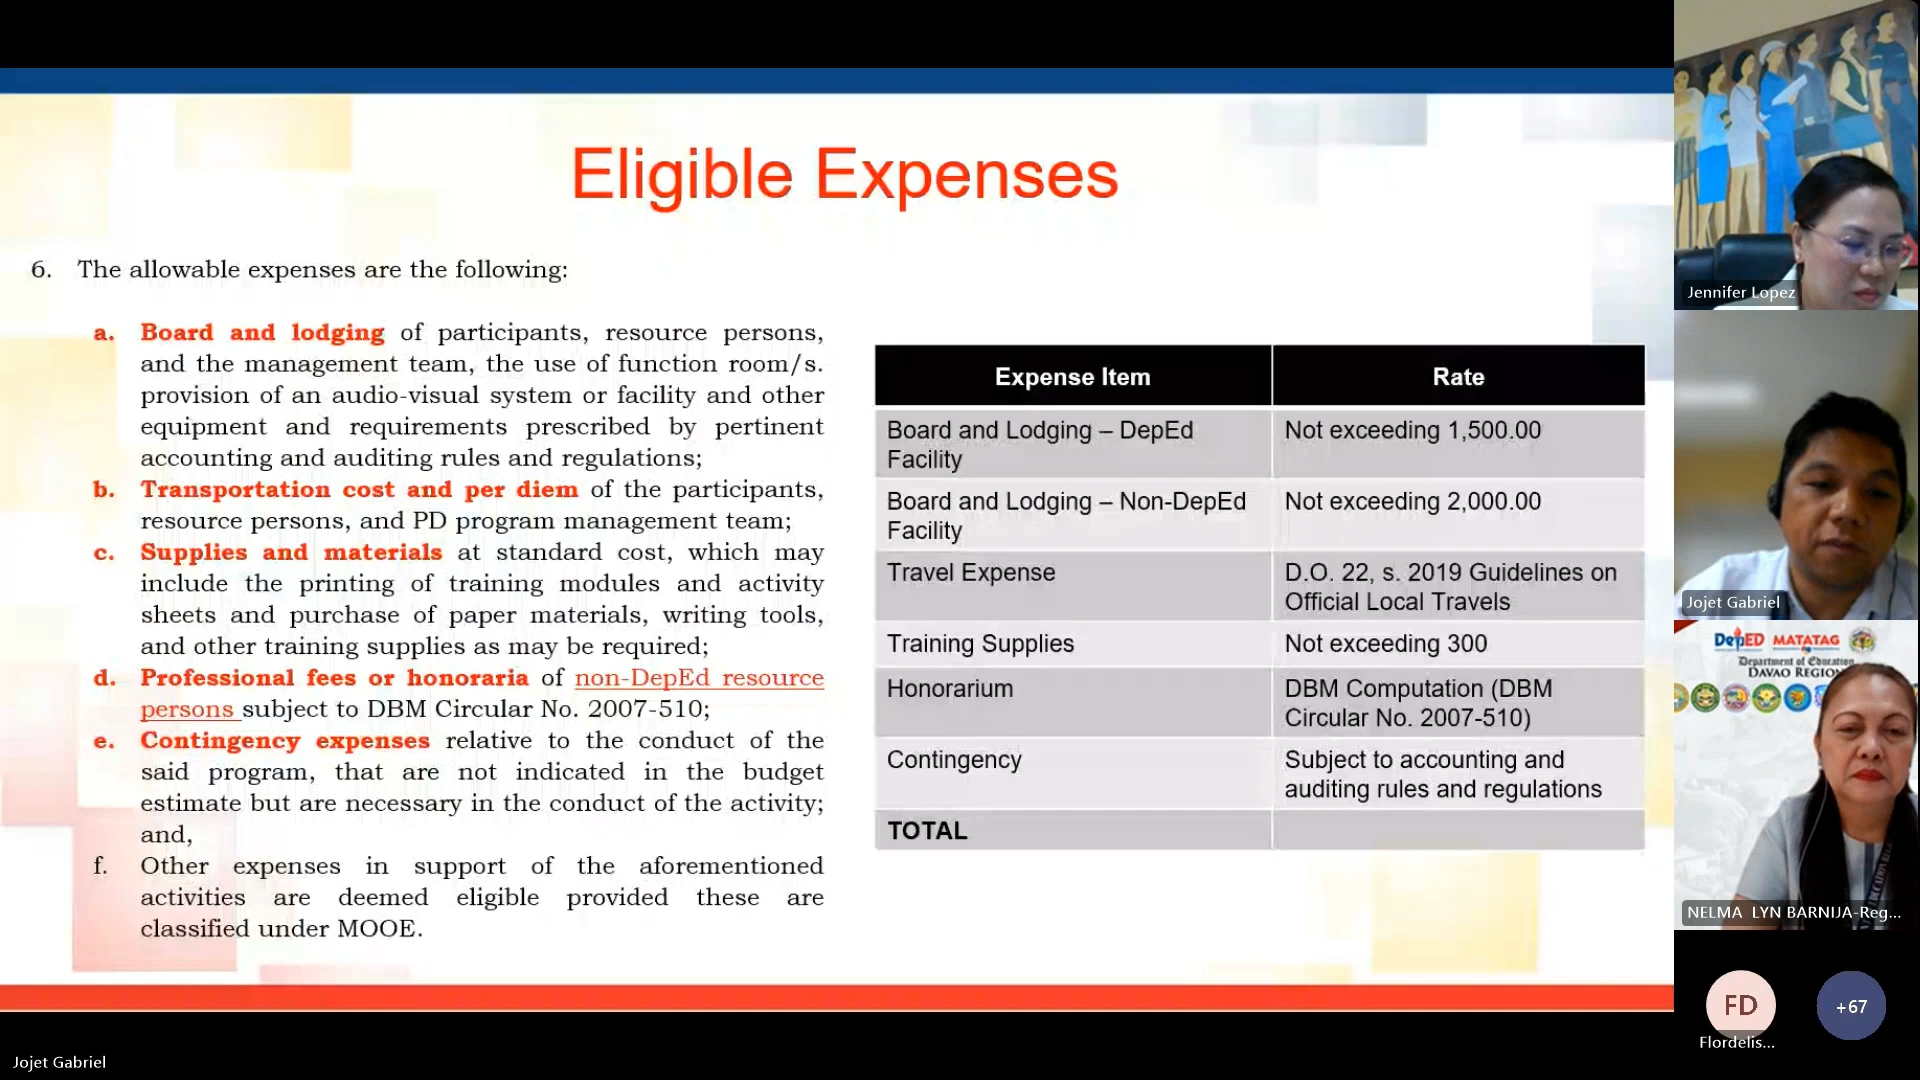 Eligible Expenses
6. The allowable expenses are the following:
a. Board and lodging of participants, resource persons,
and the management team, the use of function room/s.
provision of an audio-visual system or facility and other
equipment and requirements prescribed by pertinent
accounting and auditing rules and regulations;
b. Transportation cost and per diem of the participants,
resource persons, and PD program management team;
c. Supplies and materials at standard cost, which may
include the printing of training modules and activity
sheets and purchase of paper materials, writing tools,
and other training supplies as may be required;
d. Professional fees or honoraria of non-DepEd resource
persons subject to DBM Circular No. 2007-510;
e. Contingency expenses relative to the conduct of the
said program, that are not indicated in the budget
estimate but are necessary in the conduct of the activity;
and,
f. Other expenses in support of the aforementioned
activities are deemed eligible provided these are
classified under MOOE.
Expense Item Rate
Board and Lodging – DepEd
Facility
Not exceeding 1,500.00
Board and Lodging – Non-DepEd
Facility
Not exceeding 2,000.00
Travel Expense
D.O. 22, s. 2019 Guidelines on
Official Local Travels
Training Supplies
Not exceeding 300
Honorarium
DBM Computation (DBM
Circular No. 2007-510)
Contingency
Subject to accounting and
auditing rules and regulations
TOTAL
Jennifer Lopez
Jojet Gabriel
DepED MATATAG
Department of Education
DAVAO REGION
NELMA LYN BARNIJA-Reg...
FD
+67
Flordelis...
Jojet Gabriel